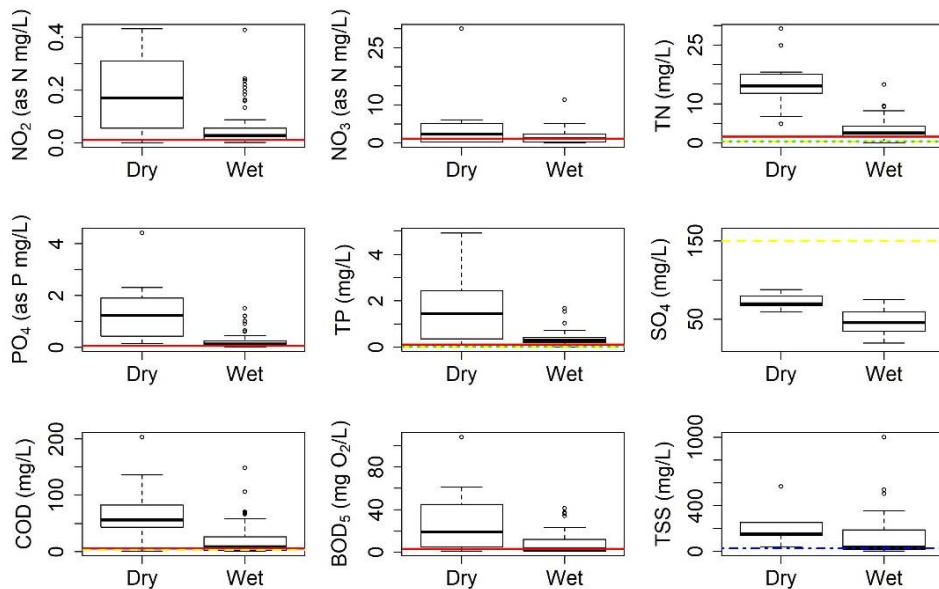 NO₂ (as N mg/L)
0.4
0.2
0.0
Dry Wet
NO₃ (as N mg/L)
25
10
0
Dry Wet
TN (mg/L)
25
10
0
Dry Wet
PO₄ (as P mg/L)
4
2
0
Dry Wet
TP (mg/L)
4
2
0
Dry Wet
SO₄ (mg/L)
150
50
Dry Wet
COD (mg/L)
200
100
0
Dry Wet
BOD₅ (mg O₂/L)
80
40
0
Dry Wet
TSS (mg/L)
1000
400
0
Dry Wet